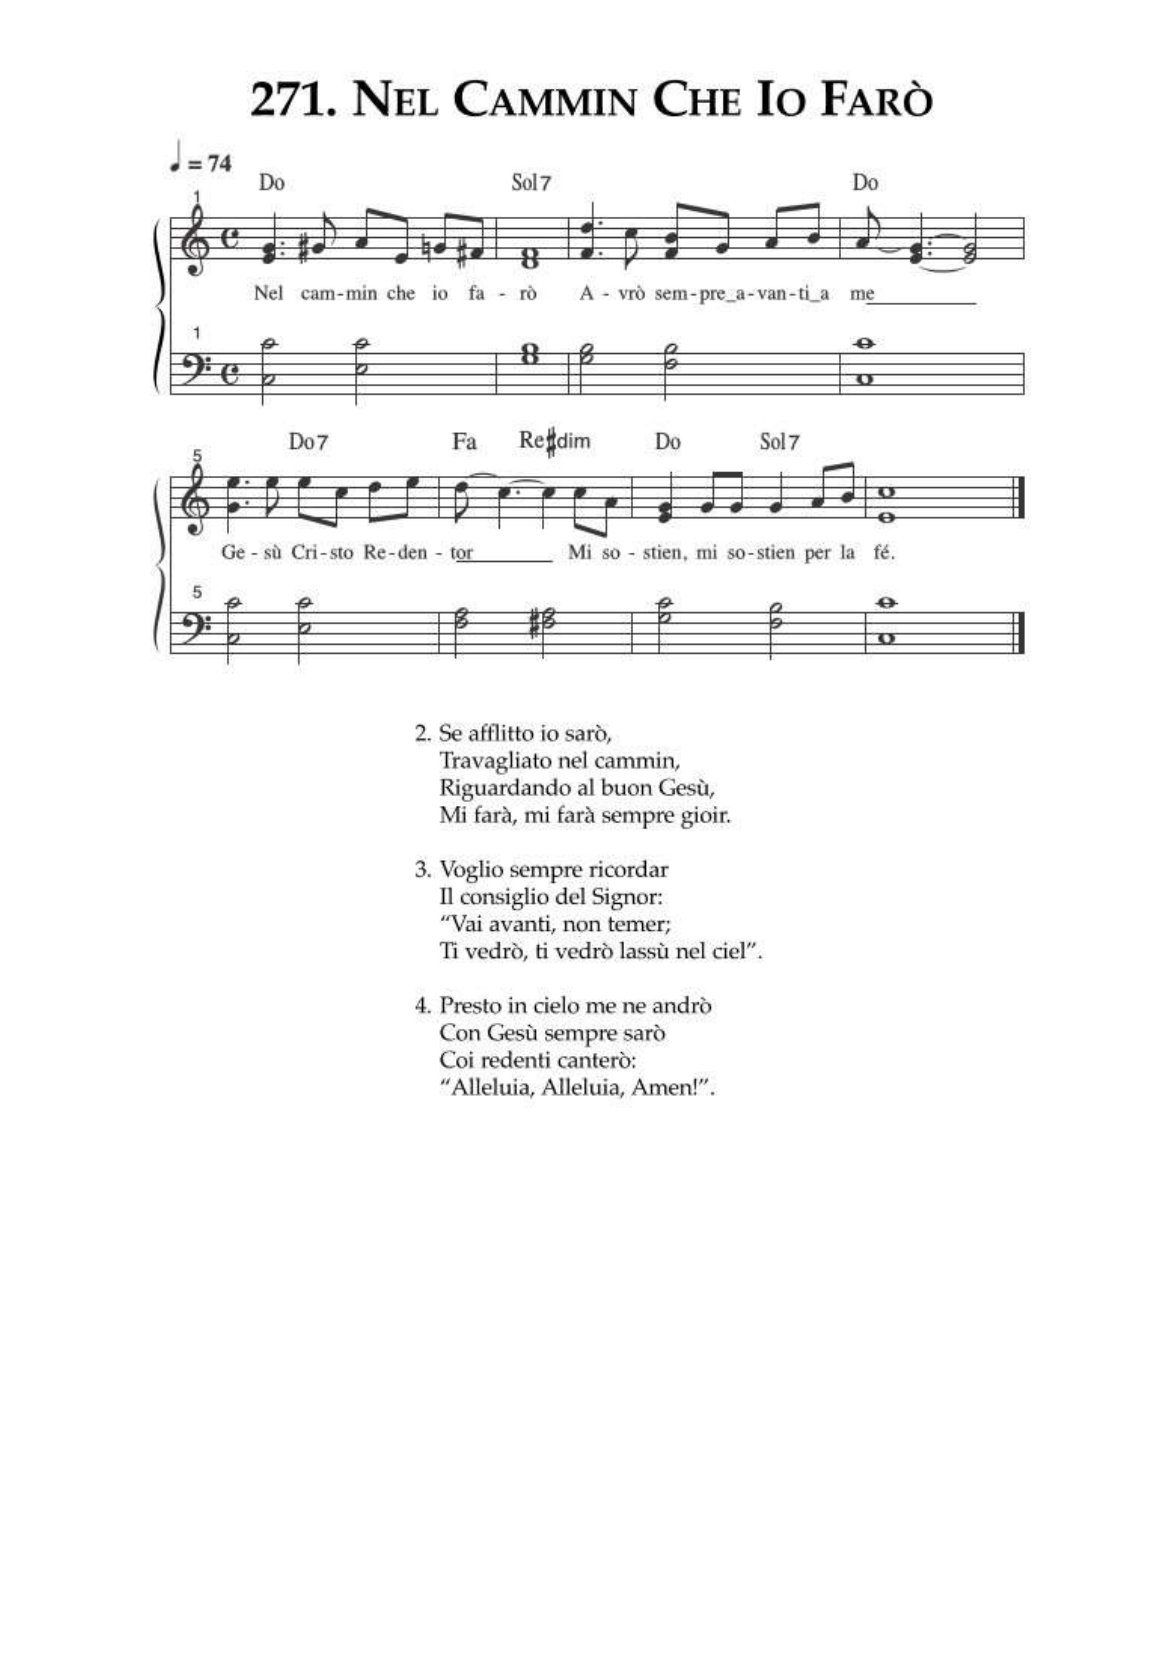 271. Nel Cammin Che Io Farò
♩ = 74
Do Sol7 Do
1
Nel cam-min che io fa - rò A - vrò sem-pre_a-van-ti_a me
1
Do7 Fa Re♯dim Do Sol7
5
Ge - sù Cri-sto Re-den - tor Mi so - stien, mi so-stien per la fé.
5
2. Se afflitto io sarò,
Travagliato nel cammin,
Riguardando al buon Gesù,
Mi farà, mi farà sempre gioir.
3. Voglio sempre ricordar
Il consiglio del Signor:
“Vai avanti, non temer;
Ti vedrò, ti vedrò lassù nel ciel”.
4. Presto in cielo me ne andrò
Con Gesù sempre sarò
Coi redenti canterò:
“Alleluia, Alleluia, Amen!”.